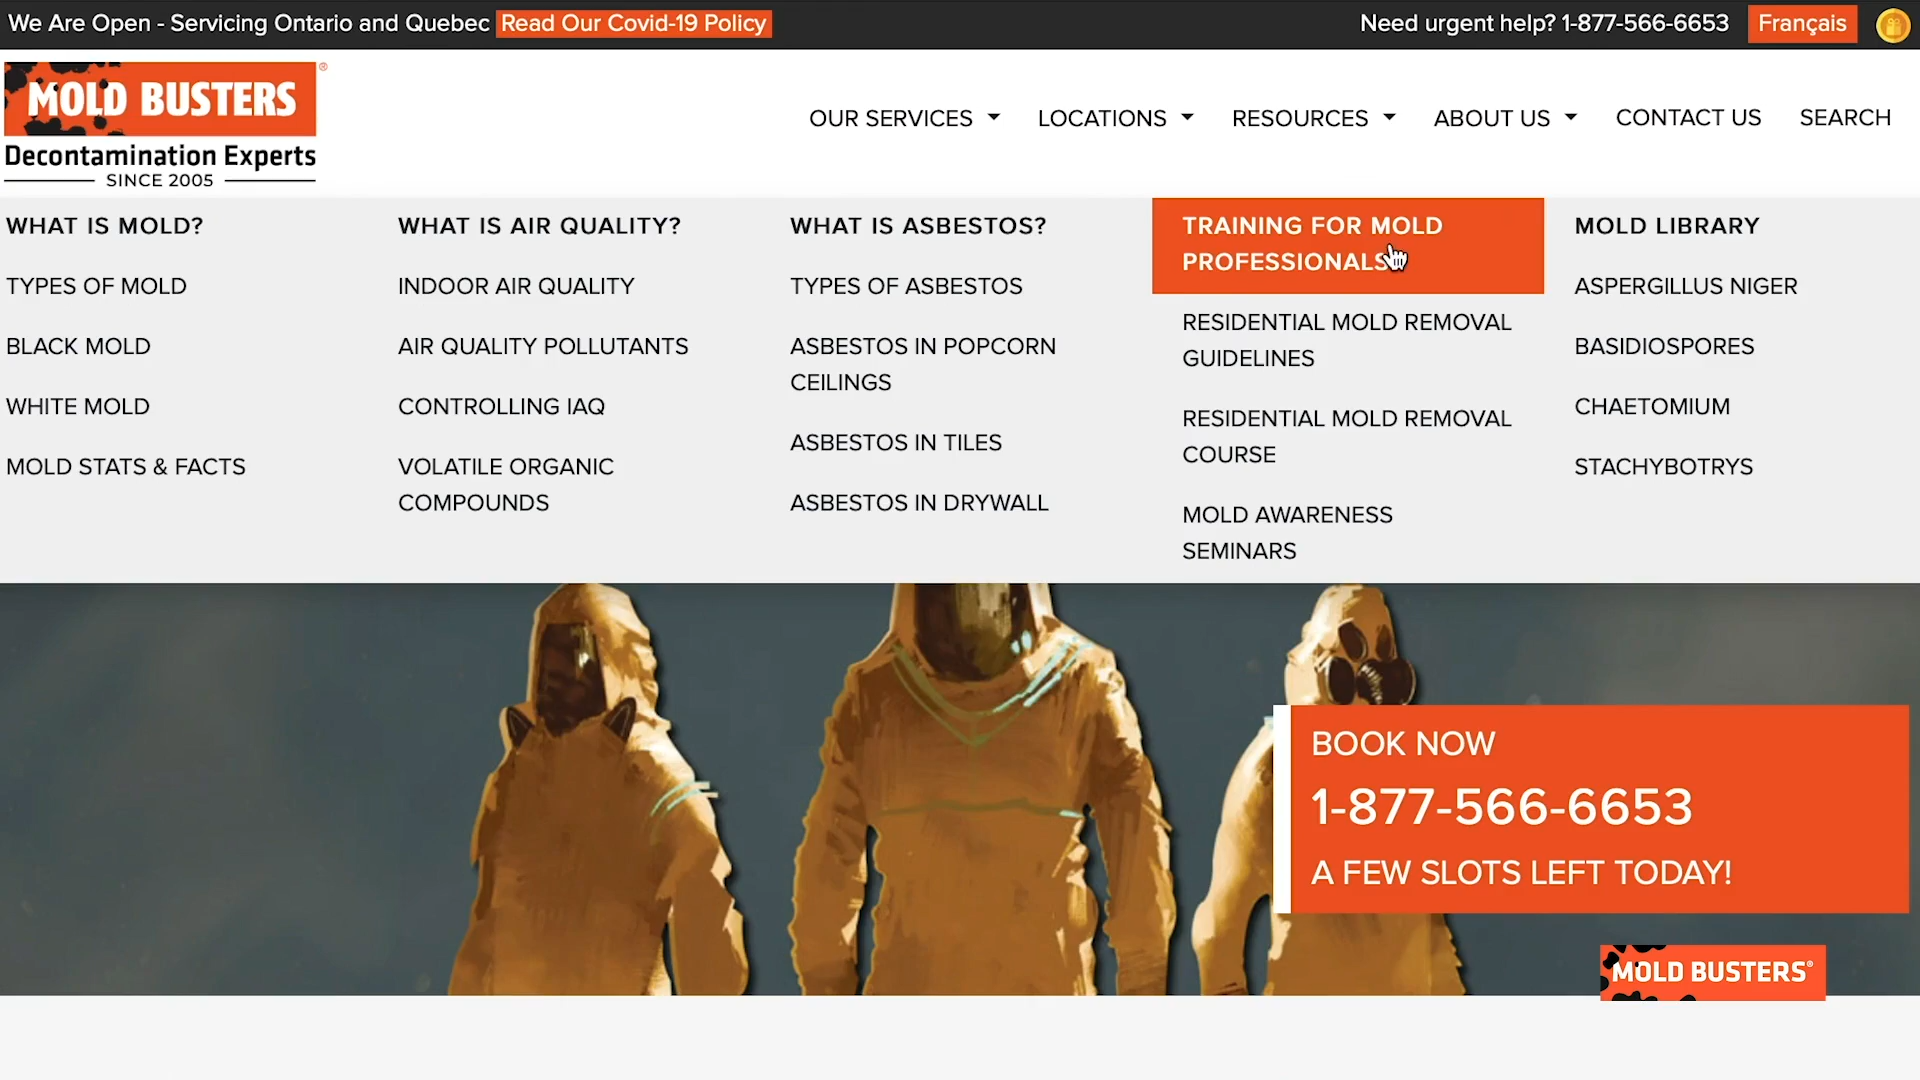 We Are Open - Servicing Ontario and Quebec Read Our Covid-19 Policy
Need urgent help? 1-877-566-6653 Français
MOLD BUSTERS®
Decontamination Experts
SINCE 2005
OUR SERVICES LOCATIONS RESOURCES ABOUT US CONTACT US SEARCH
WHAT IS MOLD?
TYPES OF MOLD
BLACK MOLD
WHITE MOLD
MOLD STATS & FACTS
WHAT IS AIR QUALITY?
INDOOR AIR QUALITY
AIR QUALITY POLLUTANTS
CONTROLLING IAQ
VOLATILE ORGANIC
COMPOUNDS
WHAT IS ASBESTOS?
TYPES OF ASBESTOS
ASBESTOS IN POPCORN
CEILINGS
ASBESTOS IN TILES
ASBESTOS IN DRYWALL
TRAINING FOR MOLD
PROFESSIONALS
RESIDENTIAL MOLD REMOVAL
GUIDELINES
RESIDENTIAL MOLD REMOVAL
COURSE
MOLD AWARENESS
SEMINARS
MOLD LIBRARY
ASPERGILLUS NIGER
BASIDIOSPORES
CHAETOMIUM
STACHYBOTRYS
BOOK NOW
1-877-566-6653
A FEW SLOTS LEFT TODAY!
MOLD BUSTERS®